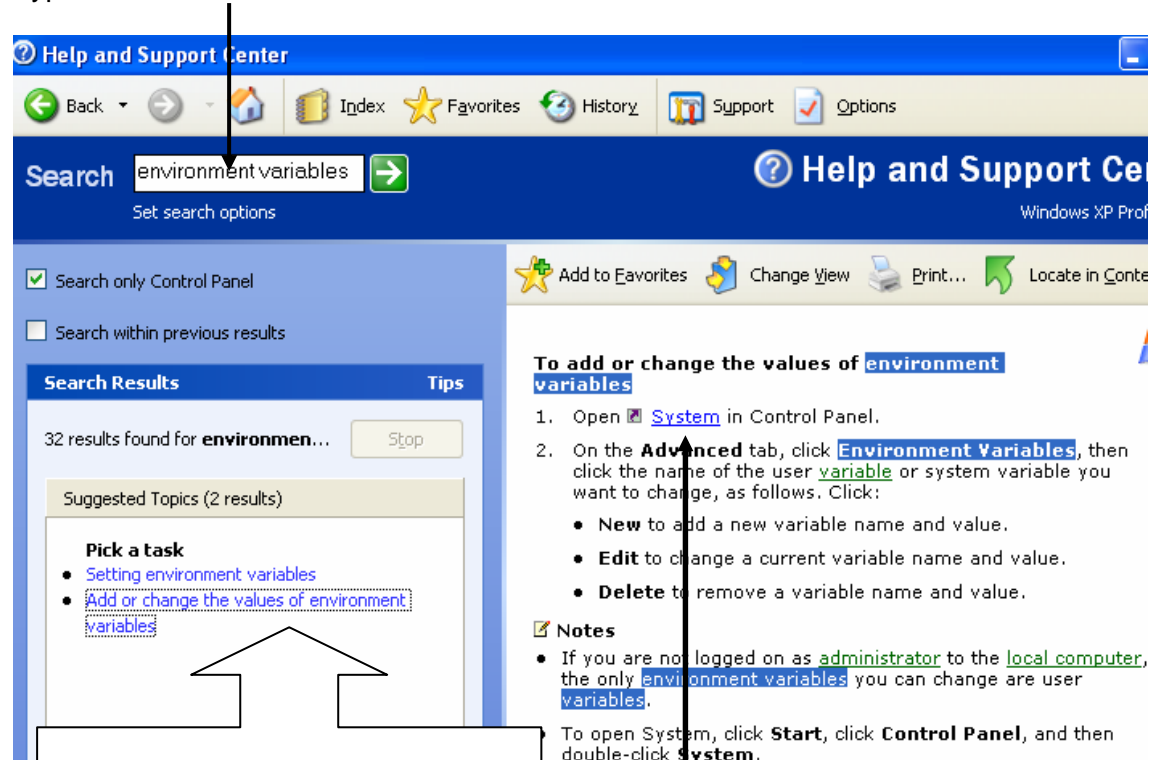 Help and Support Center
Back
Index
Favorites
History
Support
Options
Search
environment variables
Help and Support Ce
Set search options
Windows XP Prof
Search only Control Panel
Search within previous results
Search Results
Tips
32 results found for environmen...
Stop
Suggested Topics (2 results)
Pick a task
Setting environment variables
Add or change the values of environment
variables
Add to Favorites
Change View
Print...
Locate in Conte
To add or change the values of environment
variables
1. Open System in Control Panel.
2. On the Advanced tab, click Environment Variables, then
click the name of the user variable or system variable you
want to change, as follows. Click:
• New to add a new variable name and value.
• Edit to change a current variable name and value.
• Delete to remove a variable name and value.
Notes
• If you are not logged on as administrator to the local computer,
the only environment variables you can change are user
variables.
To open System, click Start, click Control Panel, and then
double-click System.